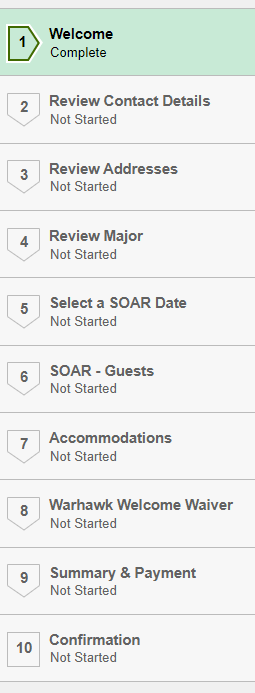 1 Welcome
Complete
2 Review Contact Details
Not Started
3 Review Addresses
Not Started
4 Review Major
Not Started
5 Select a SOAR Date
Not Started
6 SOAR - Guests
Not Started
7 Accommodations
Not Started
8 Warhawk Welcome Waiver
Not Started
9 Summary & Payment
Not Started
10 Confirmation
Not Started